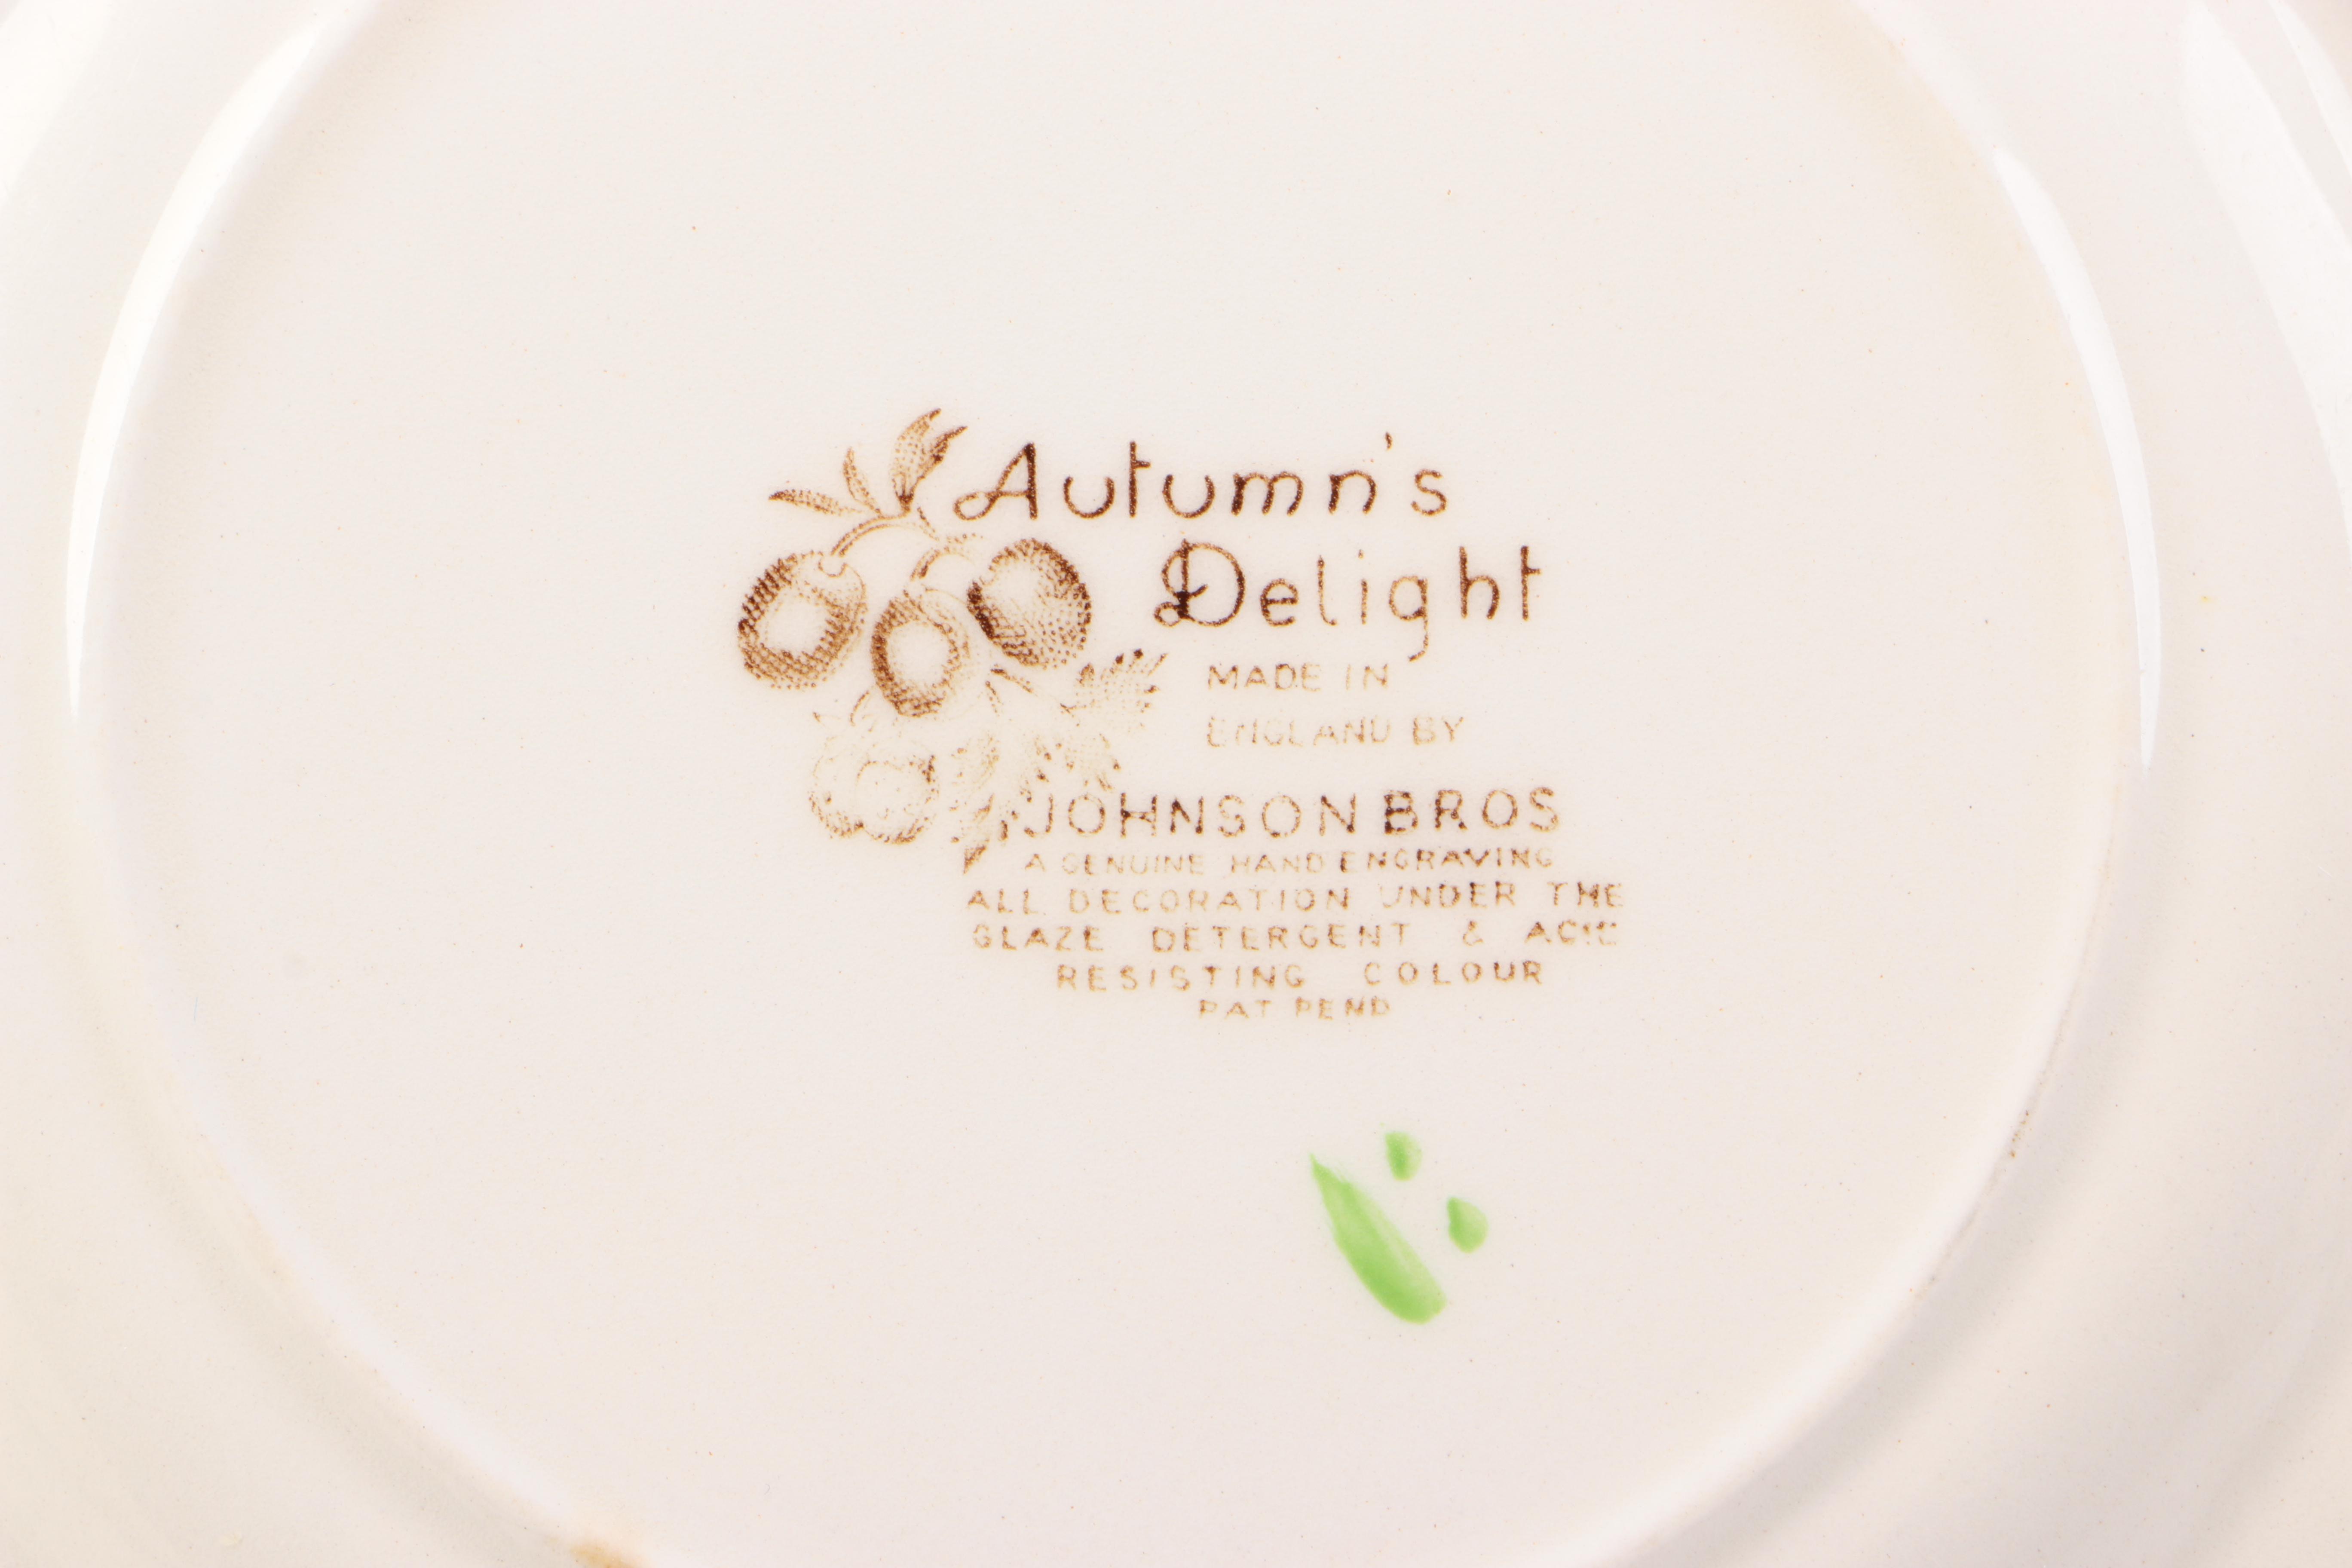 Autumn's
Delight
MADE IN
ENGLAND BY
JOHNSON BROS
A GENUINE HAND ENGRAVING
ALL DECORATION UNDER THE
GLAZE DETERGENT & ACID
RESISTING COLOUR
PAT PEND